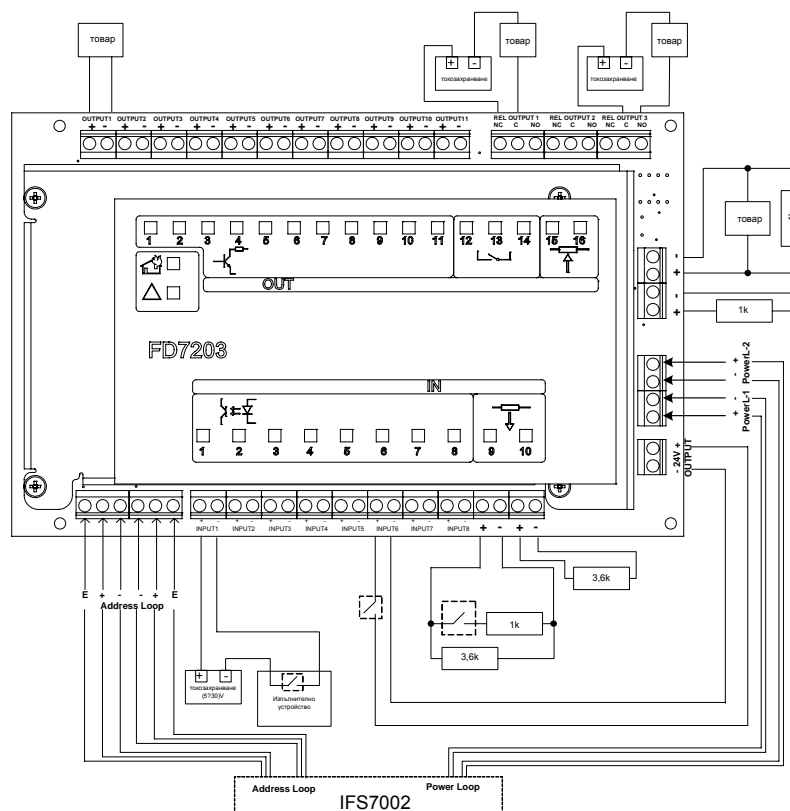 товар
товар
товар
+ -
токозахранване
+ -
токозахранване
OUTPUT1 OUTPUT2 OUTPUT3 OUTPUT4 OUTPUT5 OUTPUT6 OUTPUT7 OUTPUT8 OUTPUT9 OUTPUT10 OUTPUT11
+ - + - + - + - + - + - + - + - + - + - + -
REL OUTPUT 1
NC C NO
REL OUTPUT 2
NC C NO
REL OUTPUT 3
NC C NO
1 2 3 4 5 6 7 8 9 10 11 12 13 14 15 16
OUT
товар
-
+
-
+
1k
FD7203
+
-
PowerL-2
-
+
PowerL-1
- 24V +
OUTPUT
IN
1 2 3 4 5 6 7 8 9 10
+ - + - + - + - + - + - + - + - + - + -
INPUT1 INPUT2 INPUT3 INPUT4 INPUT5 INPUT6 INPUT7 INPUT8
E + - - + E
Address Loop
3,6k
1k
3,6k
+ -
токозахранване
(5?30)V
Изпълнително
устройство
Address Loop
Power Loop
IFS7002